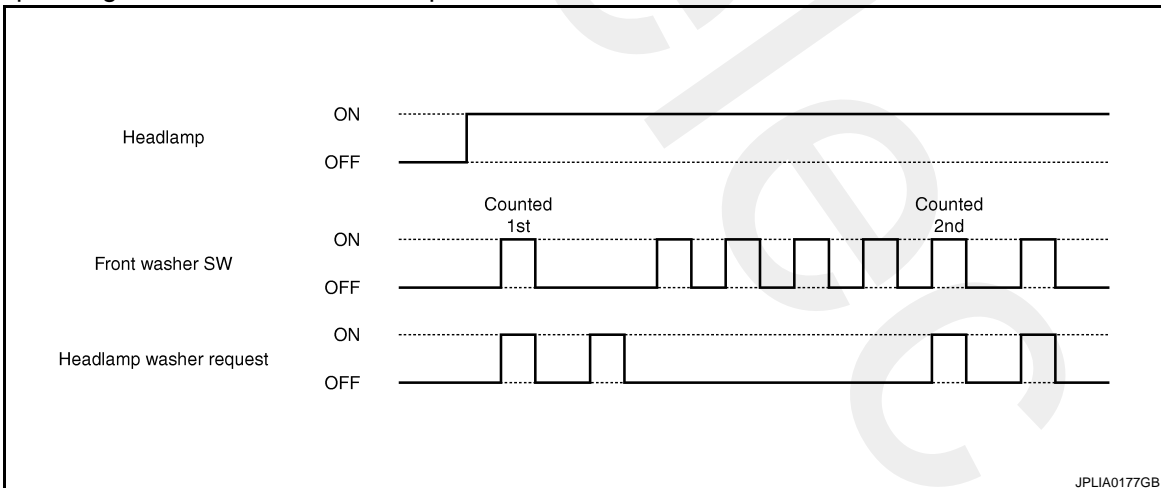 ON
Headlamp
OFF
Counted
1st
Counted
2nd
ON
Front washer SW
OFF
ON
Headlamp washer request
OFF
JPLIA0177GB